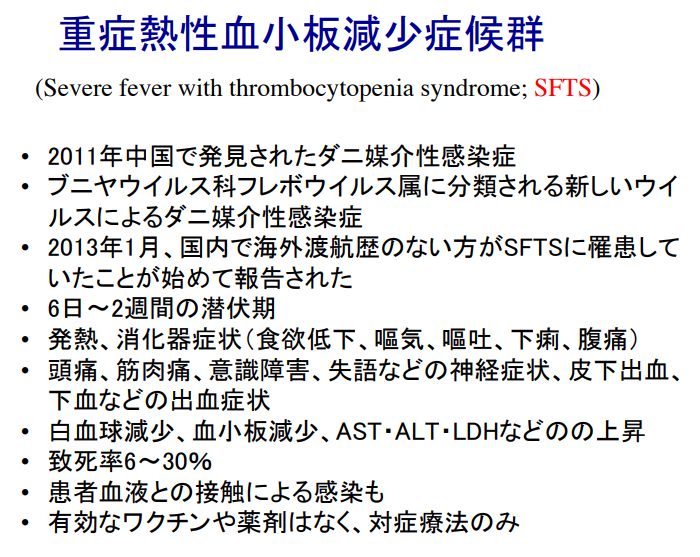 重症熱性血小板減少症候群
(Severe fever with thrombocytopenia syndrome; SFTS)
• 2011年中国で発見されたダニ媒介性感染症
• ブニヤウイルス科フレボウイルス属に分類される新しいウイ
ルスによるダニ媒介性感染症
• 2013年1月、国内で海外渡航歴のない方がSFTSに罹患して
いたことが始めて報告された
• 6日～2週間の潜伏期
• 発熱、消化器症状（食欲低下、嘔気、嘔吐、下痢、腹痛）
• 頭痛、筋肉痛、意識障害、失語などの神経症状、皮下出血、
下血などの出血症状
• 白血球減少、血小板減少、AST・ALT・LDHなどのの上昇
• 致死率6～30%
• 患者血液との接触による感染も
• 有効なワクチンや薬剤はなく、対症療法のみ